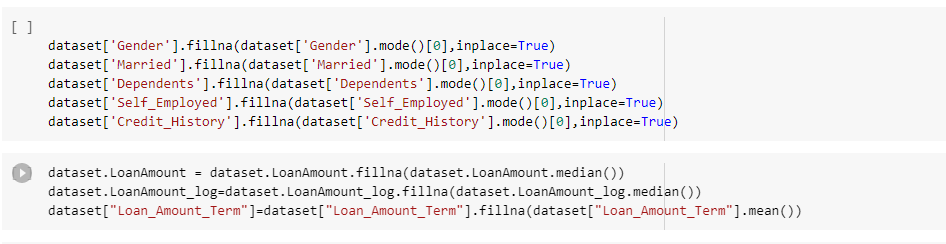 [ ]
dataset['Gender'].fillna(dataset['Gender'].mode()[0],inplace=True)
dataset['Married'].fillna(dataset['Married'].mode()[0],inplace=True)
dataset['Dependents'].fillna(dataset['Dependents'].mode()[0],inplace=True)
dataset['Self_Employed'].fillna(dataset['Self_Employed'].mode()[0],inplace=True)
dataset['Credit_History'].fillna(dataset['Credit_History'].mode()[0],inplace=True)
dataset.LoanAmount = dataset.LoanAmount.fillna(dataset.LoanAmount.median())
dataset.LoanAmount_log=dataset.LoanAmount_log.fillna(dataset.LoanAmount_log.median())
dataset["Loan_Amount_Term"]=dataset["Loan_Amount_Term"].fillna(dataset["Loan_Amount_Term"].mean())